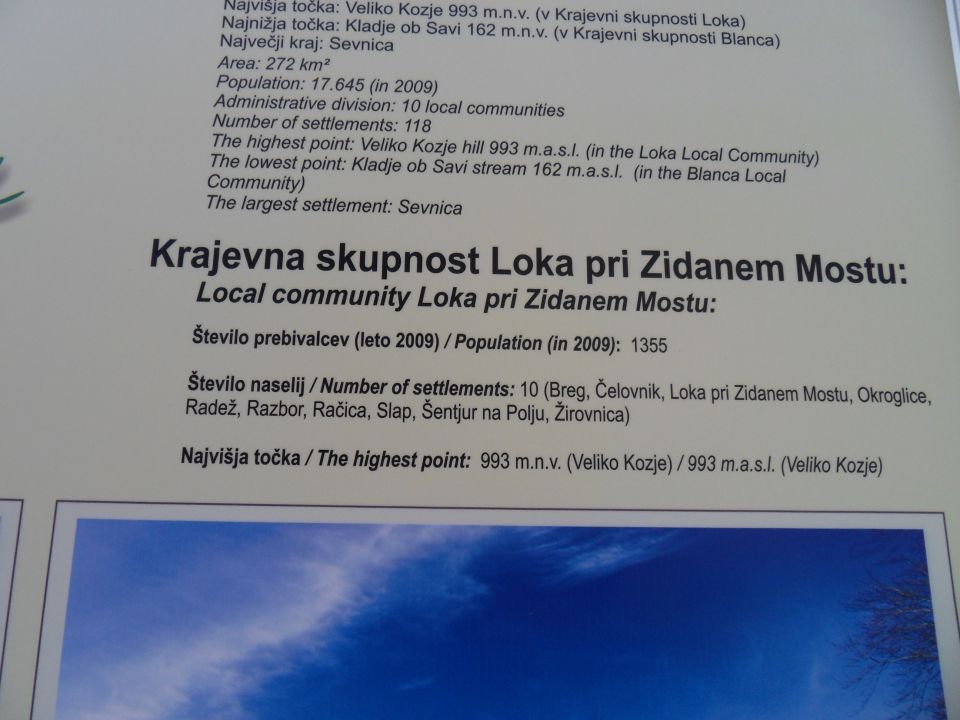 Najvišja točka: Veliko Kozje 993 m.n.v. (v Krajevni skupnosti Loka)
Najnižja točka: Kladje ob Savi 162 m.n.v. (v Krajevni skupnosti Blanca)
Največji kraj: Sevnica
Area: 272 km²
Population: 17.645 (in 2009)
Administrative division: 10 local communities
Number of settlements: 118
The highest point: Veliko Kozje hill 993 m.a.s.l. (in the Loka Local Community)
The lowest point: Kladje ob Savi stream 162 m.a.s.l. (in the Blanca Local
Community)
The largest settlement: Sevnica
Krajevna skupnost Loka pri Zidanem Mostu:
Local community Loka pri Zidanem Mostu:
Število prebivalcev (leto 2009) / Population (in 2009): 1355
Število naselij / Number of settlements: 10 (Breg, Čelovnik, Loka pri Zidanem Mostu, Okroglice,
Radež, Razbor, Račica, Slap, Šentjur na Polju, Žirovnica)
Najvišja točka / The highest point: 993 m.n.v. (Veliko Kozje) / 993 m.a.s.l. (Veliko Kozje)